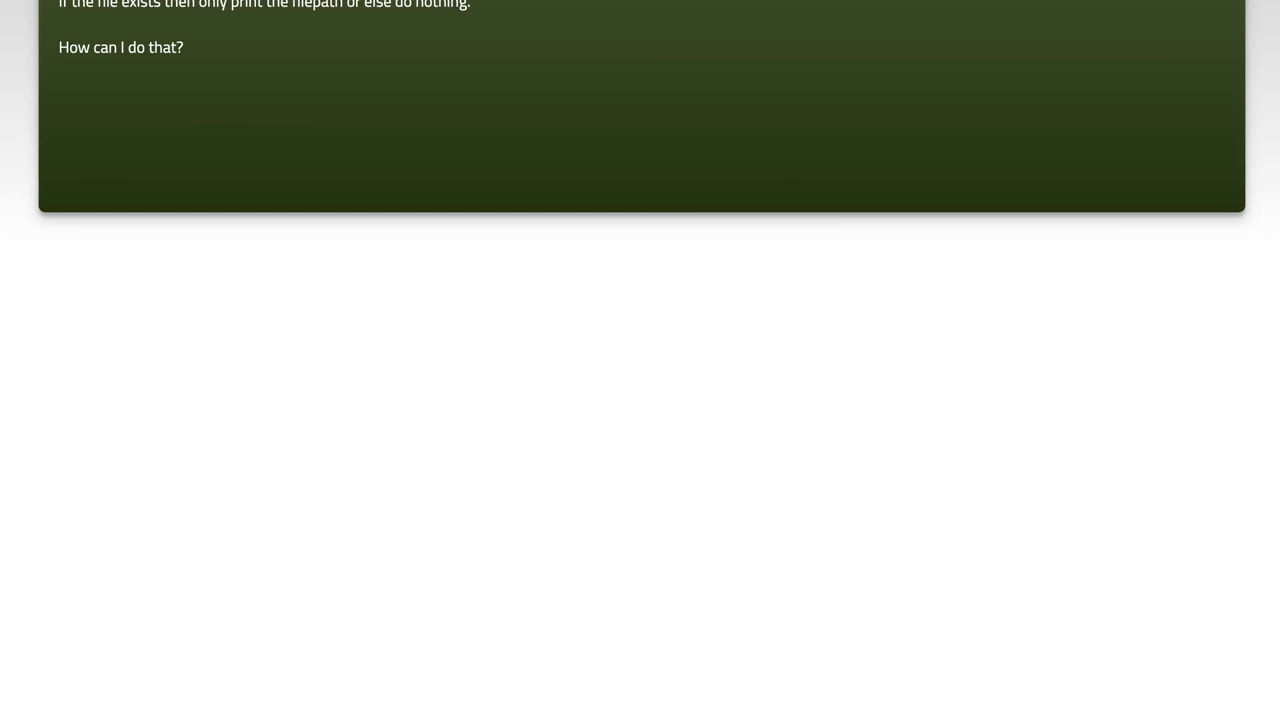 If the file exists then only print the filepath or else do nothing.
How can I do that?